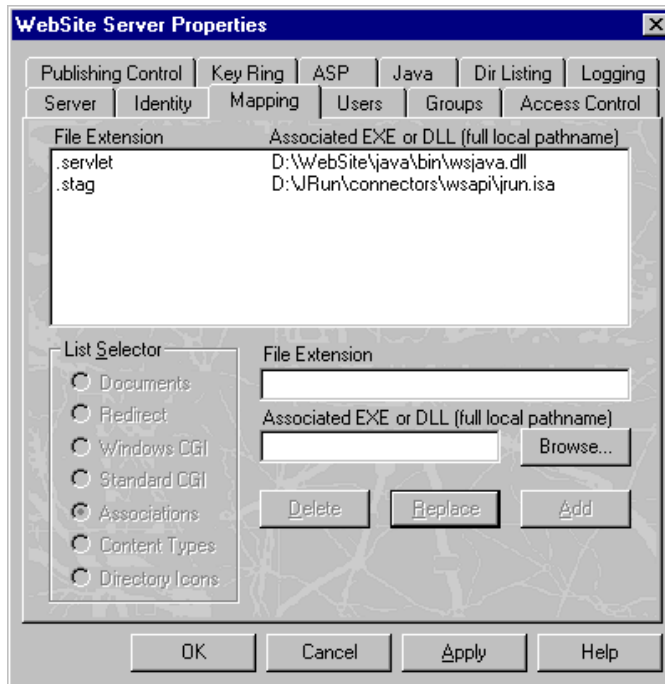 WebSite Server Properties
Publishing Control Key Ring ASP Java Dir Listing Logging
Server Identity Mapping Users Groups Access Control
File Extension Associated EXE or DLL (full local pathname)
.servlet D:\WebSite\java\bin\wsjava.dll
.stag D:\JRun\connectors\wsapi\jrun.isa
List Selector
Documents
Redirect
Windows CGI
Standard CGI
Associations
Content Types
Directory Icons
File Extension
Associated EXE or DLL (full local pathname)
Browse...
Delete Replace Add
OK Cancel Apply Help